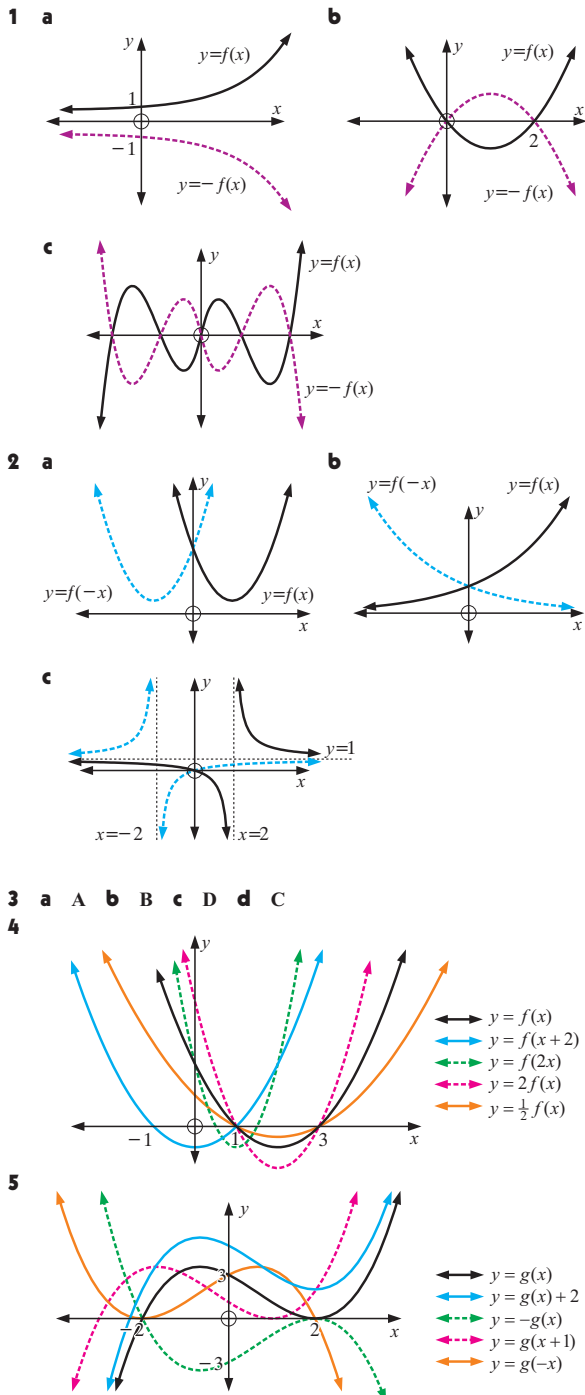 1 a
y
y=f(x)
1
x
−1
y=−f(x)
b
y
y=f(x)
x
2
y=−f(x)
c
y
y=f(x)
x
y=−f(x)
2 a
y
y=f(−x)
y=f(x)
x
b
y=f(−x)
y=f(x)
y
x
c
y
y=1
x
x=−2
x=2
3 a A b B c D d C
4
y
−1
1
3
x
y = f(x)
y = f(x + 2)
y = f(2x)
y = 2f(x)
y = ½ f(x)
5
y
3
−2
2
x
−3
y = g(x)
y = g(x) + 2
y = −g(x)
y = g(x + 1)
y = g(−x)